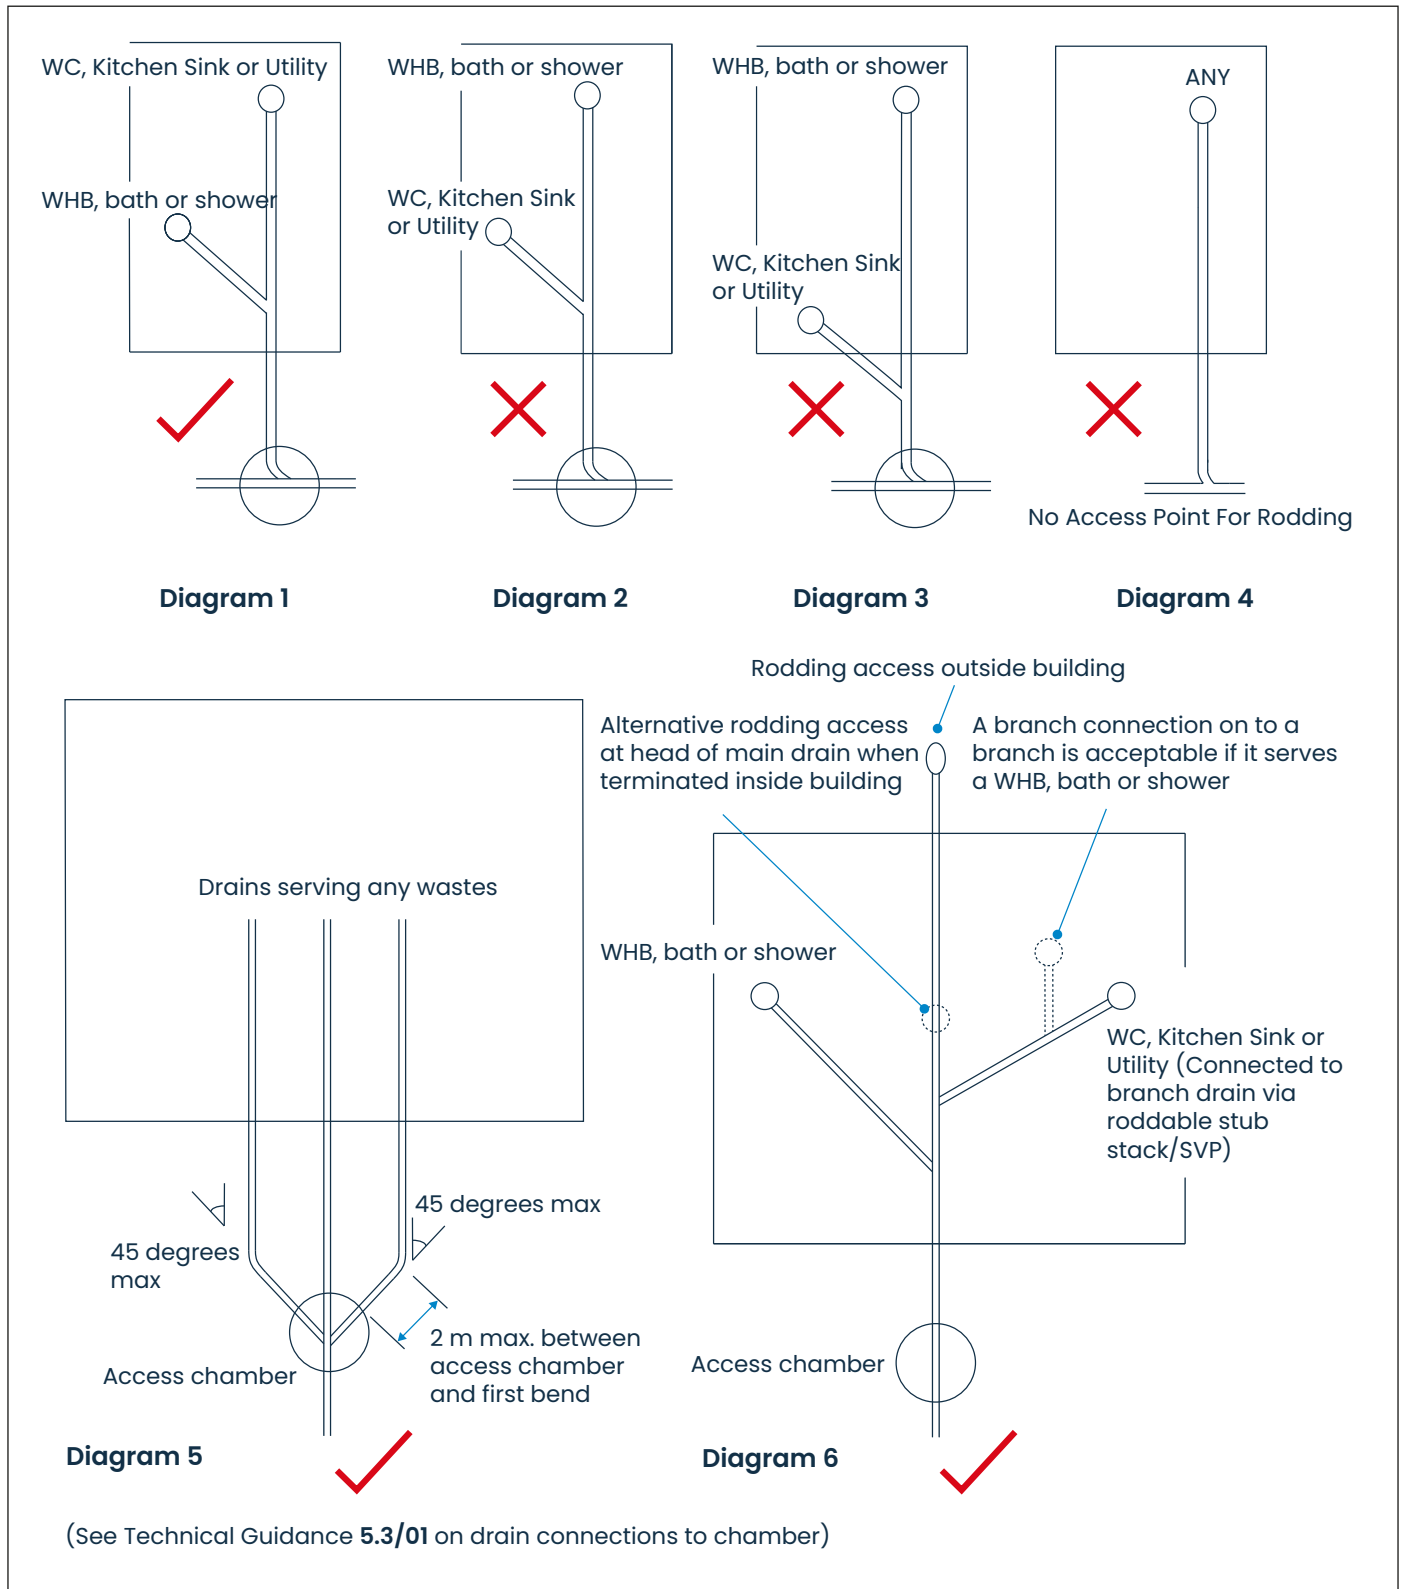 WC, Kitchen Sink or Utility
WHB, bath or shower
Diagram 1
WHB, bath or shower
WC, Kitchen Sink
or Utility
Diagram 2
WHB, bath or shower
WC, Kitchen Sink
or Utility
Diagram 3
ANY
No Access Point For Rodding
Diagram 4
Drains serving any wastes
45 degrees max
45 degrees
max
2 m max. between
access chamber
and first bend
Access chamber
Diagram 5
Rodding access outside building
Alternative rodding access
at head of main drain when
terminated inside building
A branch connection on to a
branch is acceptable if it serves
a WHB, bath or shower
WHB, bath or shower
WC, Kitchen Sink or
Utility (Connected to
branch drain via
roddable stub
stack/SVP)
Access chamber
Diagram 6
(See Technical Guidance 5.3/01 on drain connections to chamber)